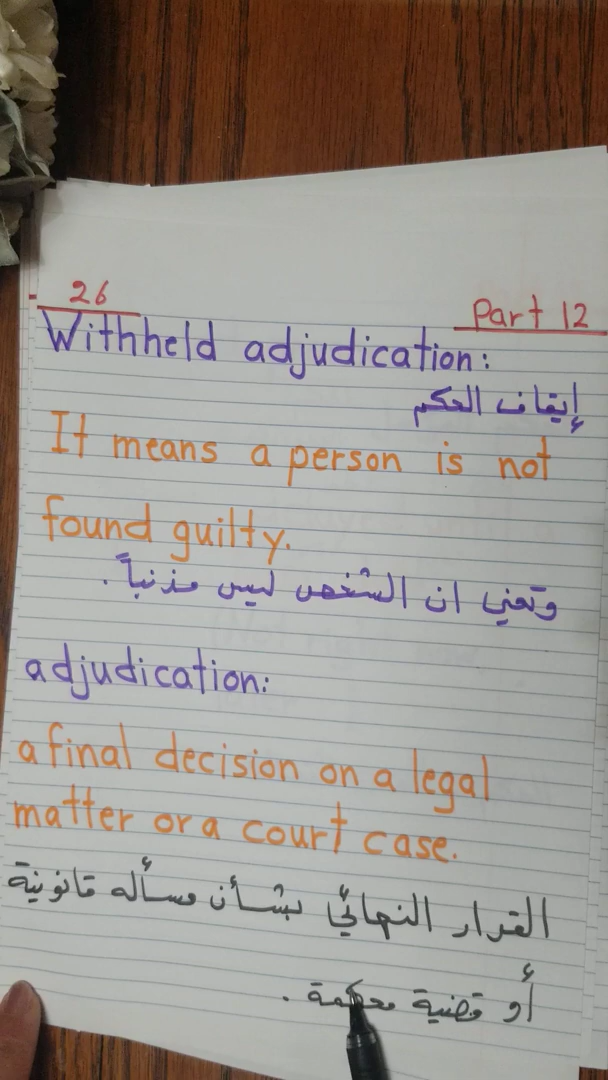 26
Part 12
Withheld adjudication:
إيقاف الحكم
It means a person is not
found guilty.
وتعني ان الشخص ليس مذنباً.
adjudication:
a final decision on a legal
matter or a court case.
القرار النهائي بشأن مسأله قانونية
أو قضية محكمة.